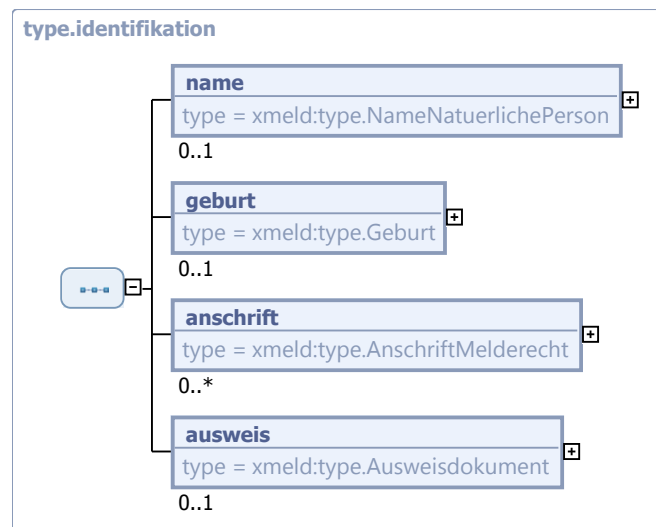 type.identifikation
name
type = xmeld:type.NameNatuerlichePerson
0..1
geburt
type = xmeld:type.Geburt
0..1
anschrift
type = xmeld:type.AnschriftMelderecht
0..*
ausweis
type = xmeld:type.Ausweisdokument
0..1